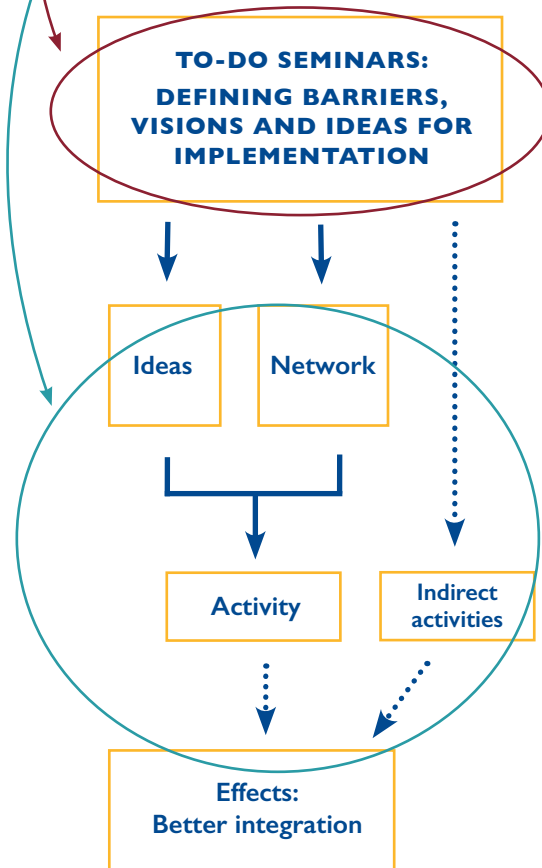 TO-DO SEMINARS:
DEFINING BARRIERS,
VISIONS AND IDEAS FOR
IMPLEMENTATION
Ideas
Network
Activity
Indirect
activities
Effects:
Better integration